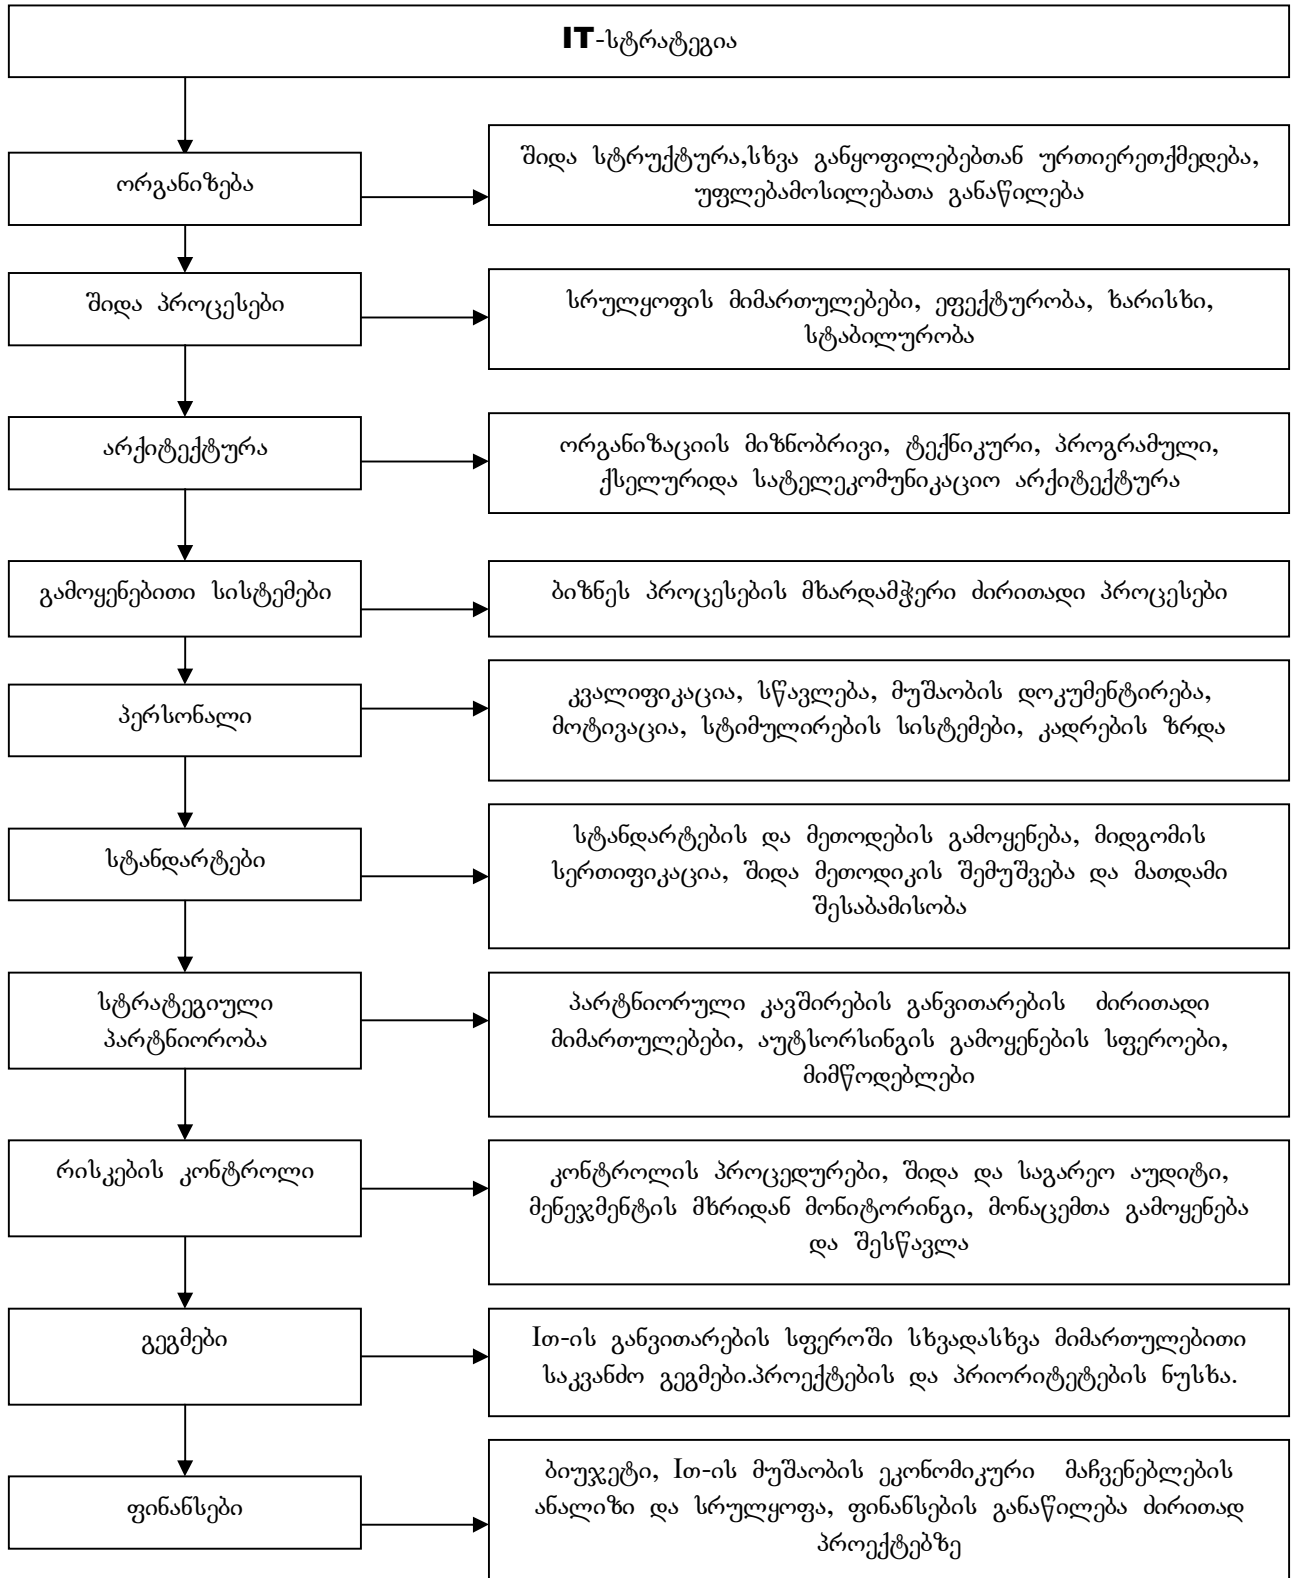 IT-სტრატეგია
ორგანიზება
შიდა სტრუქტურა,სხვა განყოფილებებთან ურთიერეთქმედება,
უფლებამოსილებათა განაწილება
შიდა პროცესები
სრულყოფის მიმართულებები, ეფექტურობა, ხარისხი,
სტაბილურობა
არქიტექტურა
ორგანიზაციის მიზნობრივი, ტექნიკური, პროგრამული,
ქსელურიდა სატელეკომუნიკაციო არქიტექტურა
გამოყენებითი სისტემები
ბიზნეს პროცესების მხარდამჭერი ძირითადი პროცესები
პერსონალი
კვალიფიკაცია, სწავლება, მუშაობის დოკუმენტირება,
მოტივაცია, სტიმულირების სისტემები, კადრების ზრდა
სტანდარტები
სტანდარტების და მეთოდების გამოყენება, მიდგომის
სერთიფიკაცია, შიდა მეთოდიკის შემუშვება და მათდამი
შესაბამისობა
სტრატეგიული
პარტნიორობა
პარტნიორული კავშირების განვითარების ძირითადი
მიმართულებები, აუტსორსინგის გამოყენების სფეროები,
მიმწოდებლები
რისკების კონტროლი
კონტროლის პროცედურები, შიდა და საგარეო აუდიტი,
მენეჯმენტის მხრიდან მონიტორინგი, მონაცემთა გამოყენება
და შესწავლა
გეგმები
Iთ-ის განვითარების სფეროში სხვადასხვა მიმართულებითი
საკვანძო გეგმები.პროექტების და პრიორიტეტების ნუსხა.
ფინანსები
ბიუჯეტი, Iთ-ის მუშაობის ეკონომიკური მაჩვენებლების
ანალიზი და სრულყოფა, ფინანსების განაწილება ძირითად
პროექტებზე